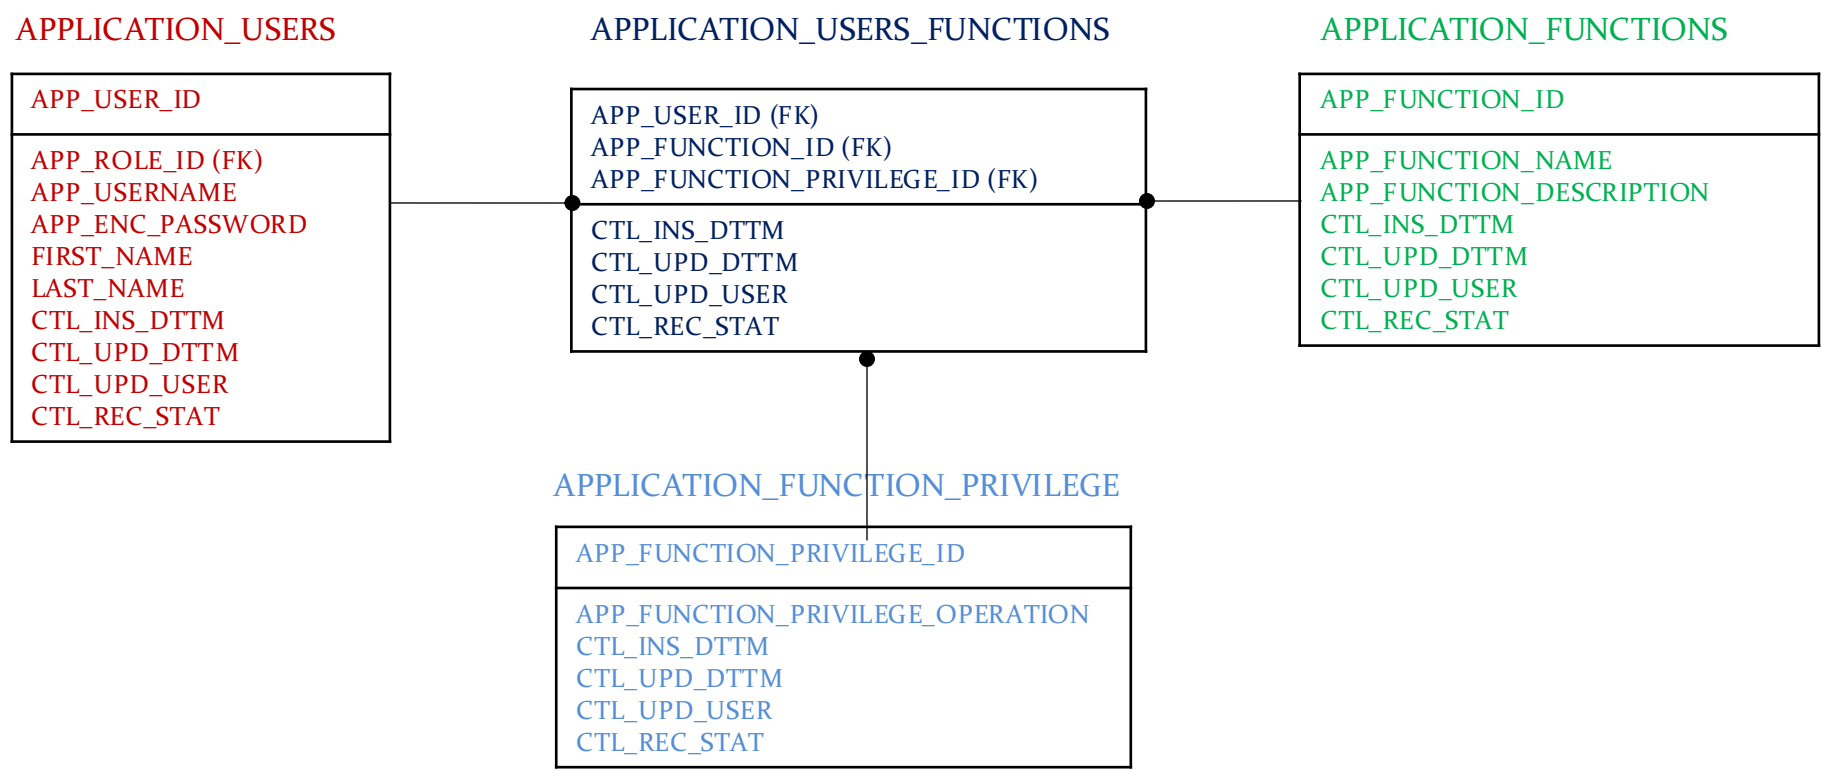 APPLICATION_USERS
APP_USER_ID
APP_ROLE_ID (FK)
APP_USERNAME
APP_ENC_PASSWORD
FIRST_NAME
LAST_NAME
CTL_INS_DTTM
CTL_UPD_DTTM
CTL_UPD_USER
CTL_REC_STAT
APPLICATION_USERS_FUNCTIONS
APP_USER_ID (FK)
APP_FUNCTION_ID (FK)
APP_FUNCTION_PRIVILEGE_ID (FK)
CTL_INS_DTTM
CTL_UPD_DTTM
CTL_UPD_USER
CTL_REC_STAT
APPLICATION_FUNCTIONS
APP_FUNCTION_ID
APP_FUNCTION_NAME
APP_FUNCTION_DESCRIPTION
CTL_INS_DTTM
CTL_UPD_DTTM
CTL_UPD_USER
CTL_REC_STAT
APPLICATION_FUNCTION_PRIVILEGE
APP_FUNCTION_PRIVILEGE_ID
APP_FUNCTION_PRIVILEGE_OPERATION
CTL_INS_DTTM
CTL_UPD_DTTM
CTL_UPD_USER
CTL_REC_STAT